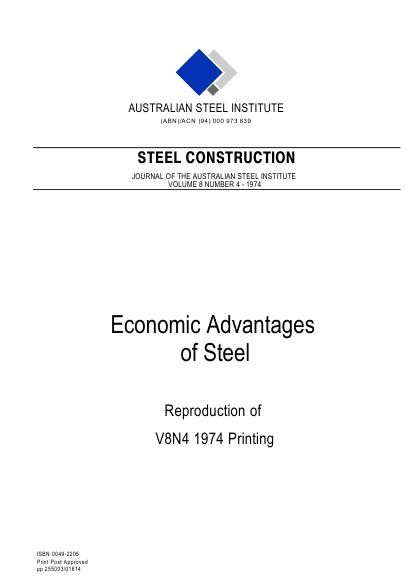 AUSTRALIAN STEEL INSTITUTE
(ABN)/ACN (94) 000 973 839
STEEL CONSTRUCTION
JOURNAL OF THE AUSTRALIAN STEEL INSTITUTE
VOLUME 8 NUMBER 4 - 1974
Economic Advantages
of Steel
Reproduction of
V8N4 1974 Printing
ISBN 0049-2205
Print Post Approved
pp 255003/01614